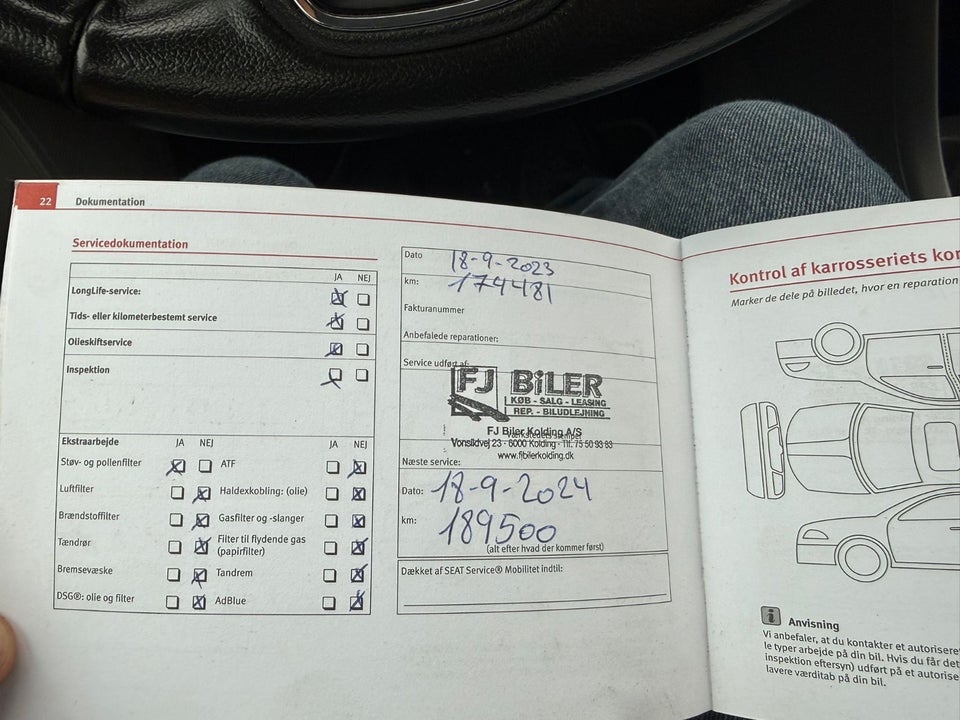 22 Dokumentation
Servicedokumentation
JA NEJ
LongLife-service:
Tids- eller kilometerbestemt service
Olieskiftservice
Inspektion
Ekstraarbejde JA NEJ JA NEJ
Støv- og pollenfilter ATF
Luftfilter Haldexkobling: (olie)
Brændstoffilter Gasfilter og -slanger
Tændrør Filter til flydende gas
(papirfilter)
Bremsevæske Tandrem
DSG®: olie og filter AdBlue
Dato 18-9-2023
km: 174481
Fakturanummer
Anbefalede reparationer:
Service udført af:
FJ BiLER
KØB - SALG - LEASING
REP. - BILUDLEJNING
FJ Biler Kolding A/S
Værkstedets stempel
Vonsildvej 23 - 6000 Kolding - Tlf. 75 50 93 93
www.fjbilerkolding.dk
Næste service:
Dato: 18-9-2024
km: 189500
(alt efter hvad der kommer først)
Dækket af SEAT Service® Mobilitet indtil:
Kontrol af karrosseriets kor
Marker de dele på billedet, hvor en reparation
i Anvisning
Vi anbefaler, at du kontakter et autoriseret
le typer arbejde på din bil. Hvis du får det
inspektion eftersyn) udført på et autorise
lavere værditab på din bil.